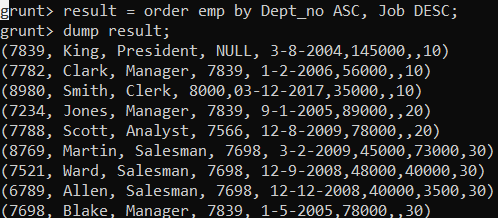 grunt> result = order emp by Dept_no ASC, Job DESC;
grunt> dump result;
(7839, King, President, NULL, 3-8-2004,145000,,10)
(7782, Clark, Manager, 7839, 1-2-2006,56000,,10)
(8980, Smith, Clerk, 8000,03-12-2017,35000,,10)
(7234, Jones, Manager, 7839, 9-1-2005,89000,,20)
(7788, Scott, Analyst, 7566, 12-8-2009,78000,,20)
(8769, Martin, Salesman, 7698, 3-2-2009,45000,73000,30)
(7521, Ward, Salesman, 7698, 12-9-2008,48000,40000,30)
(6789, Allen, Salesman, 7698, 12-12-2008,40000,3500,30)
(7698, Blake, Manager, 7839, 1-5-2005,78000,,30)